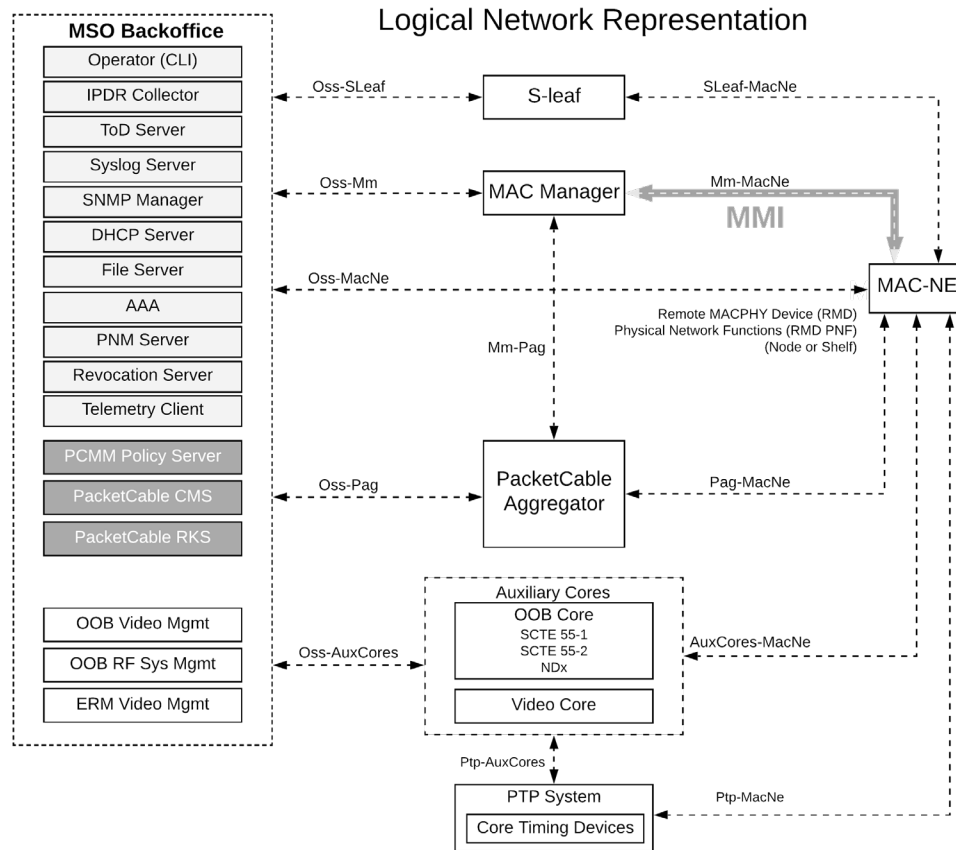 Logical Network Representation
MSO Backoffice
Operator (CLI)
IPDR Collector
ToD Server
Syslog Server
SNMP Manager
DHCP Server
File Server
AAA
PNM Server
Revocation Server
Telemetry Client
PCMM Policy Server
PacketCable CMS
PacketCable RKS
OOB Video Mgmt
OOB RF Sys Mgmt
ERM Video Mgmt
Oss-SLeaf
S-leaf
SLeaf-MacNe
Oss-Mm
MAC Manager
Mm-MacNe
MMI
Oss-MacNe
MAC-NE
Remote MACPHY Device (RMD)
Physical Network Functions (RMD PNF)
(Node or Shelf)
Mm-Pag
Oss-Pag
PacketCable
Aggregator
Pag-MacNe
Auxiliary Cores
OOB Core
SCTE 55-1
SCTE 55-2
NDx
Video Core
Oss-AuxCores
AuxCores-MacNe
Ptp-AuxCores
PTP System
Core Timing Devices
Ptp-MacNe